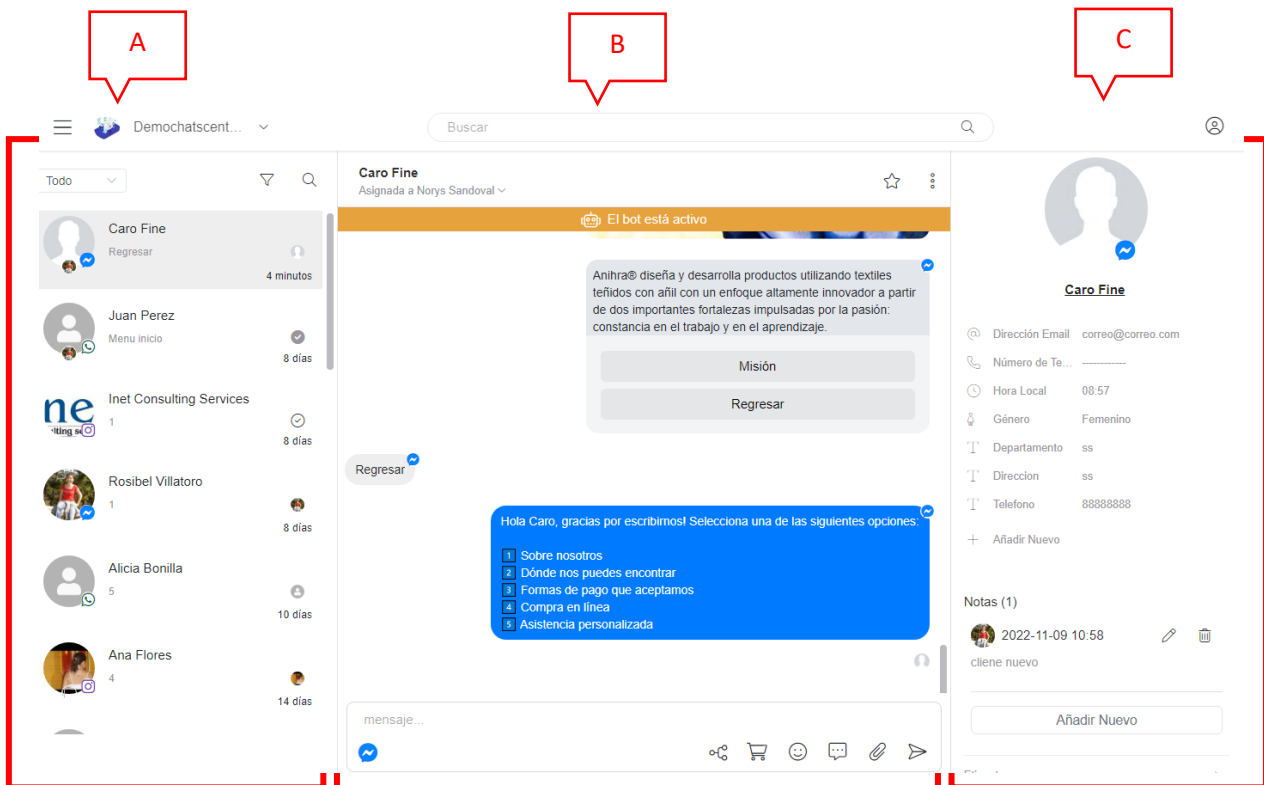 A
B
C
Demochatscent...
Buscar
Todo
Caro Fine
Regresar
4 minutos
Juan Perez
Menu inicio
8 días
Inet Consulting Services
1
8 días
Rosibel Villatoro
1
8 días
Alicia Bonilla
5
10 días
Ana Flores
4
14 días
Caro Fine
Asignada a Norys Sandoval
El bot está activo
Anihra® diseña y desarrolla productos utilizando textiles
teñidos con añil con un enfoque altamente innovador a partir
de dos importantes fortalezas impulsadas por la pasión:
constancia en el trabajo y en el aprendizaje.
Misión
Regresar
Regresar
Hola Caro, gracias por escribirnos! Selecciona una de las siguientes opciones:
1 Sobre nosotros
2 Dónde nos puedes encontrar
3 Formas de pago que aceptamos
4 Compra en línea
5 Asistencia personalizada
mensaje...
Caro Fine
Dirección Email correo@correo.com
Número de Te... ------------
Hora Local 08:57
Género Femenino
Departamento ss
Direccion ss
Telefono 88888888
Añadir Nuevo
Notas (1)
2022-11-09 10:58
cliene nuevo
Añadir Nuevo